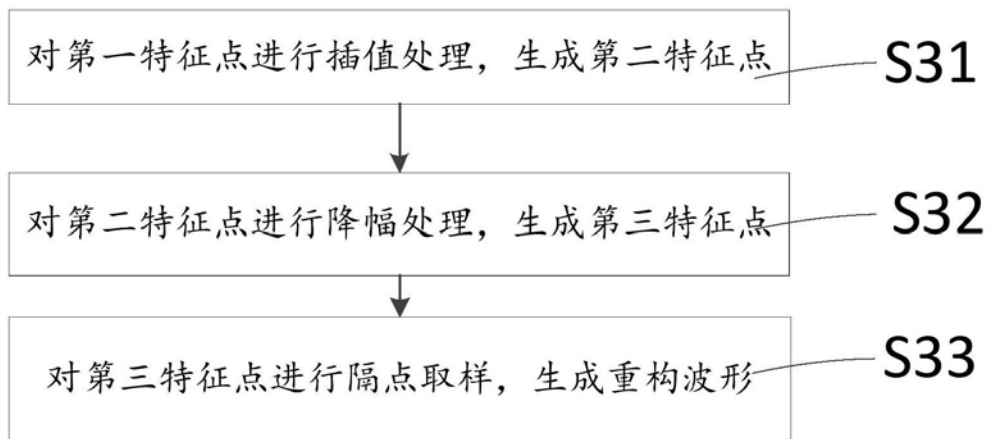 对第一特征点进行插值处理，生成第二特征点
S31
对第二特征点进行降幅处理，生成第三特征点
S32
对第三特征点进行隔点取样，生成重构波形
S33